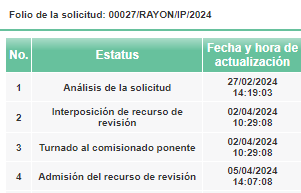 Folio de la solicitud: 00027/RAYON/IP/2024
No. Estatus Fecha y hora de
actualización
1 Análisis de la solicitud 27/02/2024
14:19:03
2 Interposición de recurso de
revisión 02/04/2024
10:29:08
3 Turnado al comisionado ponente 02/04/2024
10:29:08
4 Admisión del recurso de revisión 05/04/2024
14:07:08